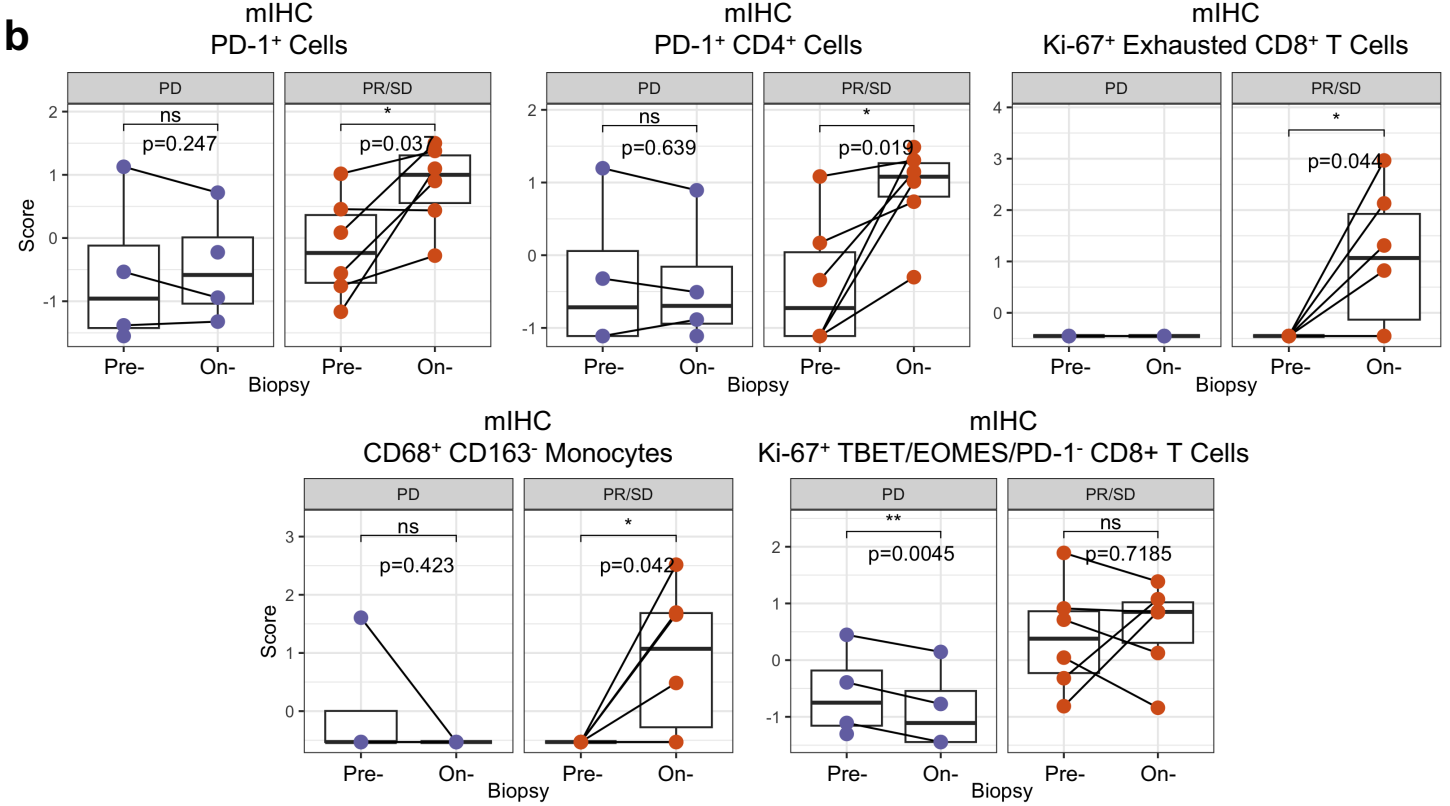 b
mIHC
PD-1⁺ Cells
PD
PR/SD
ns
p=0.247
*
p=0.037
2
1
0
-1
Score
Pre-
On-
Pre-
On-
Biopsy
mIHC
PD-1⁺ CD4⁺ Cells
PD
PR/SD
ns
p=0.639
*
p=0.019
2
1
0
-1
Pre-
On-
Pre-
On-
Biopsy
mIHC
Ki-67⁺ Exhausted CD8⁺ T Cells
PD
PR/SD
*
p=0.044
4
3
2
1
0
Pre-
On-
Pre-
On-
Biopsy
mIHC
CD68⁺ CD163⁻ Monocytes
PD
PR/SD
ns
p=0.423
*
p=0.042
3
2
1
0
Score
Pre-
On-
Pre-
On-
Biopsy
mIHC
Ki-67⁺ TBET/EOMES/PD-1⁻ CD8+ T Cells
PD
PR/SD
**
p=0.0045
ns
p=0.7185
2
1
0
-1
Pre-
On-
Pre-
On-
Biopsy